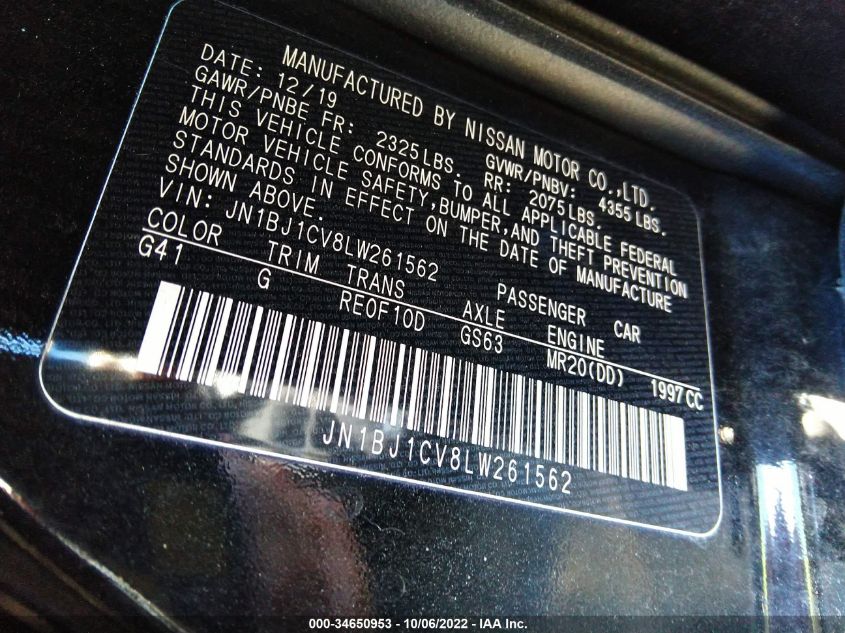 MANUFACTURED BY NISSAN MOTOR CO.,LTD.
DATE: 12/19 GVWR/PNBV: 4355LBS.
GAWR/PNBE FR: 2325LBS. RR: 2075LBS.
THIS VEHICLE CONFORMS TO ALL APPLICABLE FEDERAL
MOTOR VEHICLE SAFETY,BUMPER,AND THEFT PREVENTION
STANDARDS IN EFFECT ON THE DATE OF MANUFACTURE
SHOWN ABOVE.
VIN: JN1BJ1CV8LW261562 PASSENGER CAR
COLOR TRIM TRANS AXLE ENGINE
G41 G RE0F10D GS63 MR20(DD) 1997CC
JN1BJ1CV8LW261562
000-34650953 - 10/06/2022 - IAA Inc.